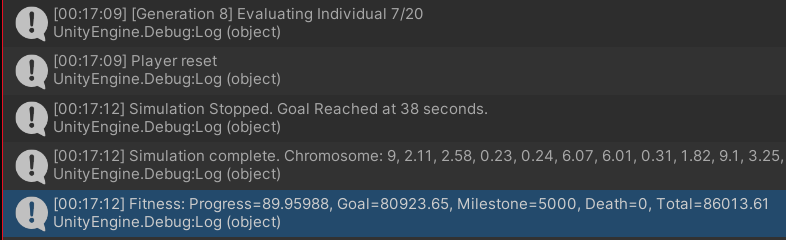 [00:17:09] [Generation 8] Evaluating Individual 7/20
UnityEngine.Debug:Log (object)
[00:17:09] Player reset
UnityEngine.Debug:Log (object)
[00:17:12] Simulation Stopped. Goal Reached at 38 seconds.
UnityEngine.Debug:Log (object)
[00:17:12] Simulation complete. Chromosome: 9, 2.11, 2.58, 0.23, 0.24, 6.07, 6.01, 0.31, 1.82, 9.1, 3.25,
UnityEngine.Debug:Log (object)
[00:17:12] Fitness: Progress=89.95988, Goal=80923.65, Milestone=5000, Death=0, Total=86013.61
UnityEngine.Debug:Log (object)